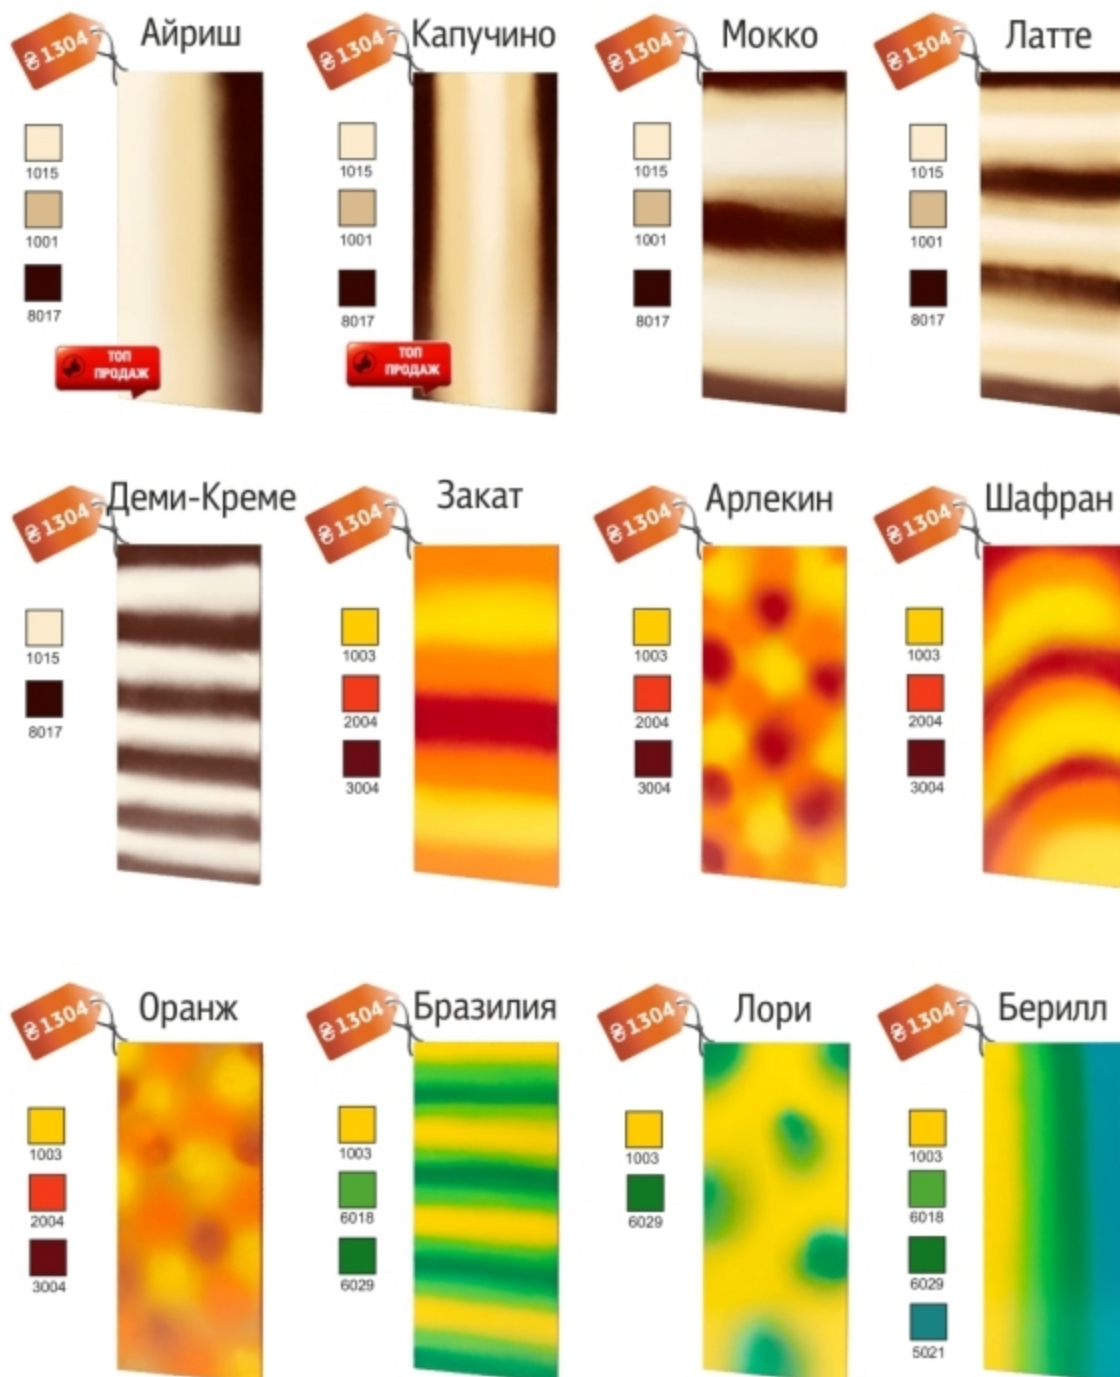 ₴1304 Айриш
1015
1001
8017
ТОП
ПРОДАЖ
₴1304 Капучино
1015
1001
8017
ТОП
ПРОДАЖ
₴1304 Мокко
1015
1001
8017
₴1304 Латте
1015
1001
8017
₴1304 Деми-Креме
1015
8017
₴1304 Закат
1003
2004
3004
₴1304 Арлекин
1003
2004
3004
₴1304 Шафран
1003
2004
3004
₴1304 Оранж
1003
2004
3004
₴1304 Бразилия
1003
6018
6029
₴1304 Лори
1003
6029
₴1304 Берилл
1003
6018
6029
5021